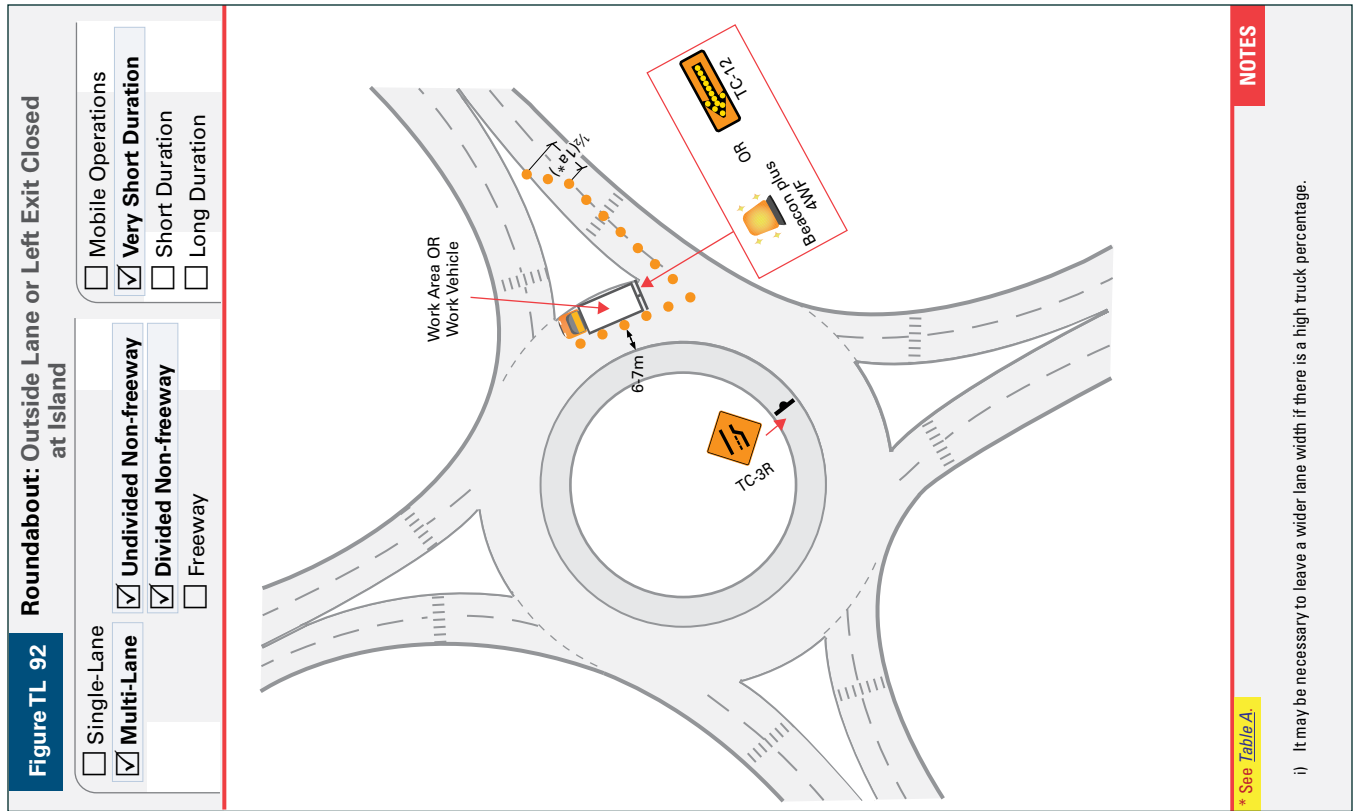 Figure TL 92
Roundabout: Outside Lane or Left Exit Closed
at Island
Single-Lane
Multi-Lane
Undivided Non-freeway
Divided Non-freeway
Freeway
Mobile Operations
Very Short Duration
Short Duration
Long Duration
Work Area OR
Work Vehicle
½(1a*)
6-7m
TC-3R
Beacon plus
4WF
OR
TC-12
* See Table A.
NOTES
i) It may be necessary to leave a wider lane width if there is a high truck percentage.